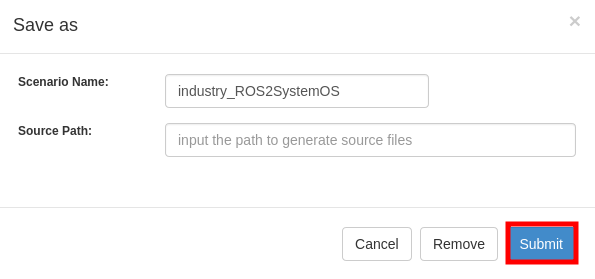 Save as
×
Scenario Name:
industry_ROS2SystemOS
Source Path:
input the path to generate source files
Cancel Remove Submit